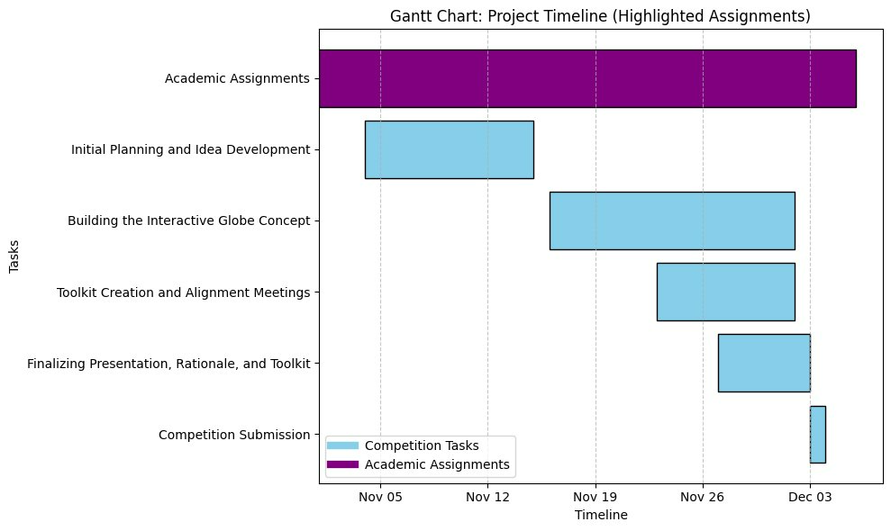 Gantt Chart: Project Timeline (Highlighted Assignments)
Tasks
Academic Assignments
Initial Planning and Idea Development
Building the Interactive Globe Concept
Toolkit Creation and Alignment Meetings
Finalizing Presentation, Rationale, and Toolkit
Competition Submission
Competition Tasks
Academic Assignments
Nov 05
Nov 12
Nov 19
Nov 26
Dec 03
Timeline